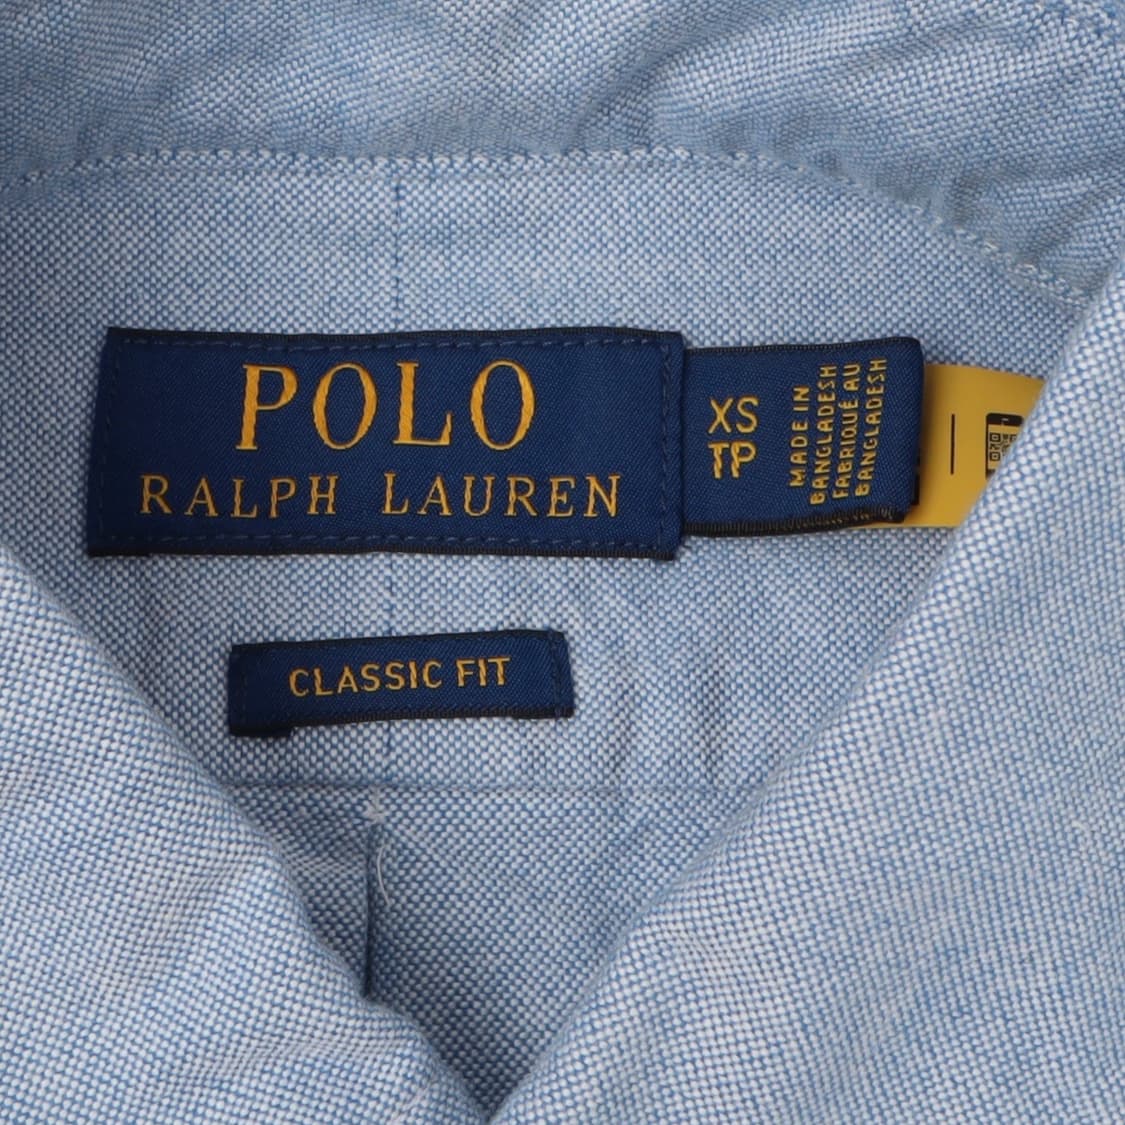 POLO
RALPH LAUREN
XS
TP
MADE IN
BANGLADESH
FABRIQUÉ AU
BANGLADESH
CLASSIC FIT